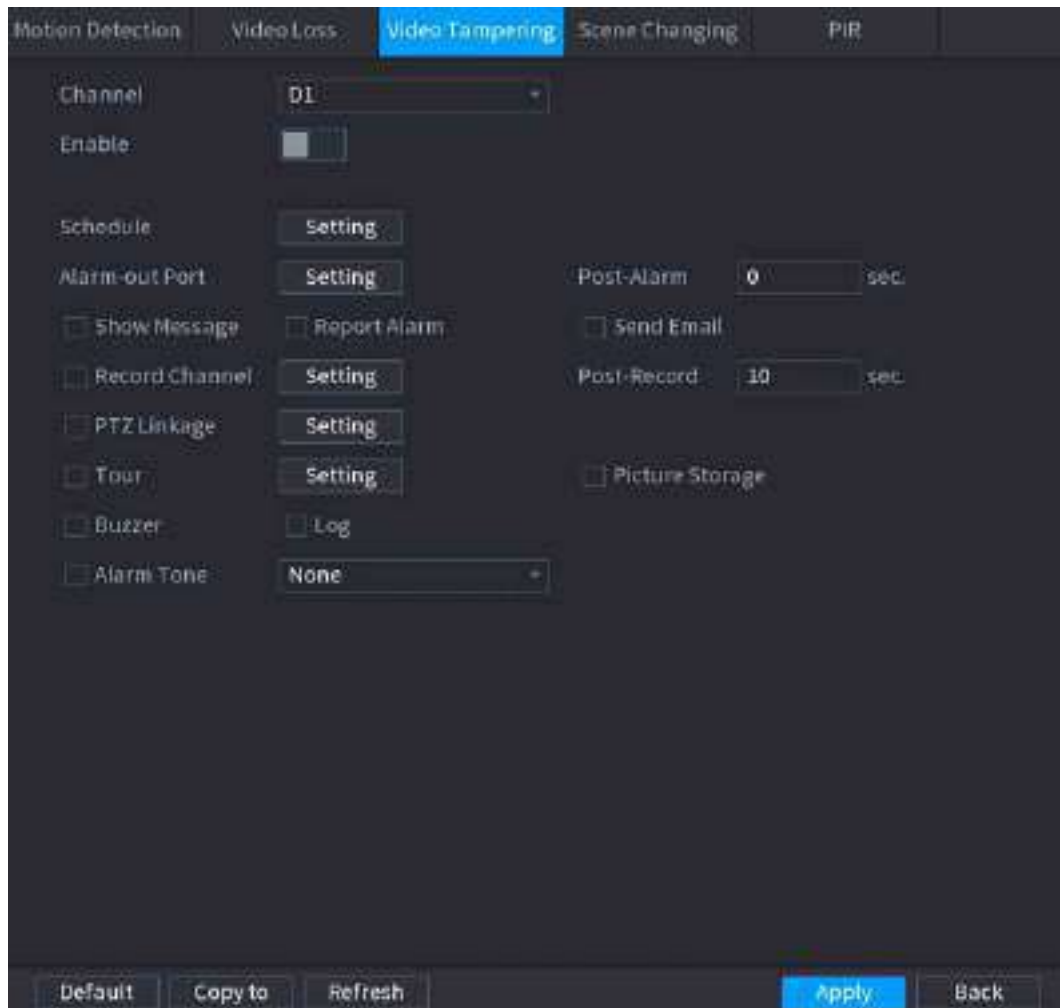 Motion Detection Video Loss Video Tampering Scene Changing PIR
Channel D1
Enable
Schedule Setting
Alarm-out Port Setting Post-Alarm 0 sec.
Show Message Report Alarm Send Email
Record Channel Setting Post-Record 10 sec.
PTZ Linkage Setting
Tour Setting Picture Storage
Buzzer Log
Alarm Tone None
Default Copy to Refresh Apply Back